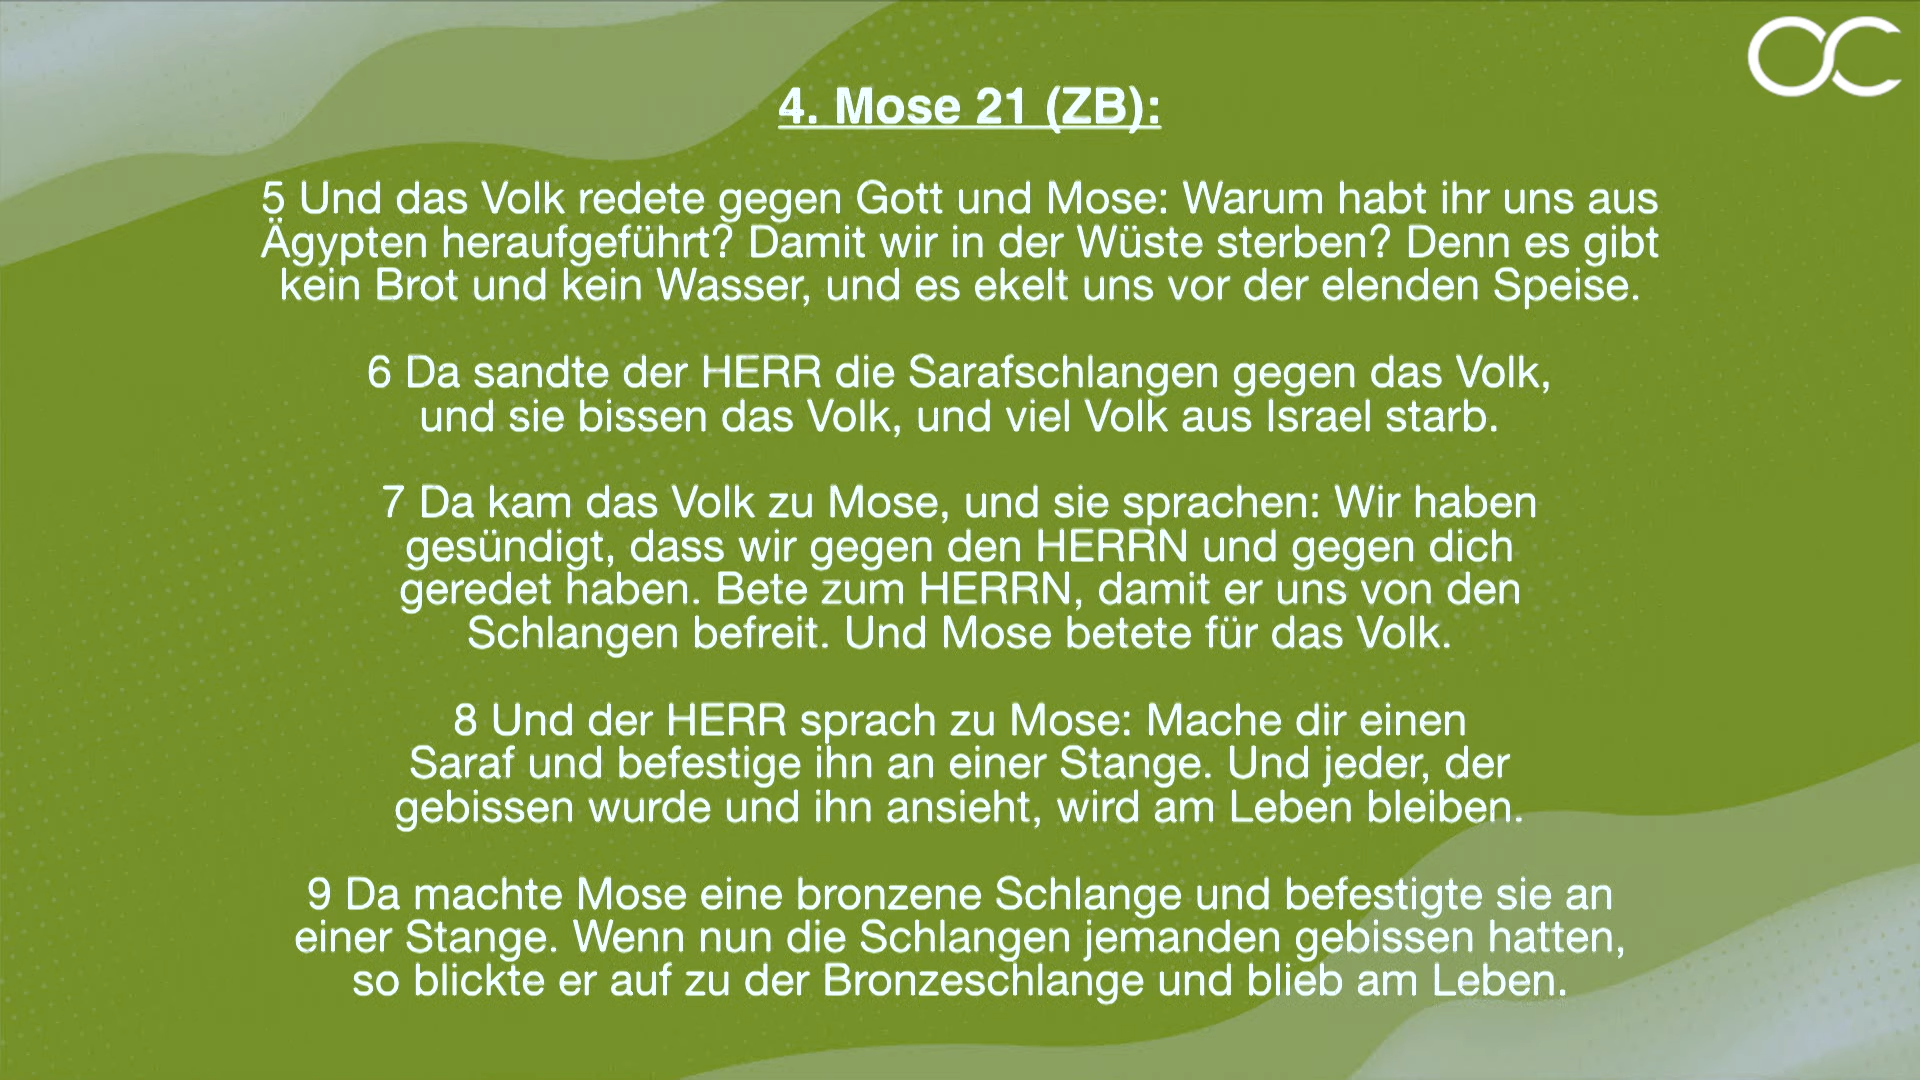 OC
4. Mose 21 (ZB):
5 Und das Volk redete gegen Gott und Mose: Warum habt ihr uns aus
Ägypten heraufgeführt? Damit wir in der Wüste sterben? Denn es gibt
kein Brot und kein Wasser, und es ekelt uns vor der elenden Speise.
6 Da sandte der HERR die Sarafschlangen gegen das Volk,
und sie bissen das Volk, und viel Volk aus Israel starb.
7 Da kam das Volk zu Mose, und sie sprachen: Wir haben
gesündigt, dass wir gegen den HERRN und gegen dich
geredet haben. Bete zum HERRN, damit er uns von den
Schlangen befreit. Und Mose betete für das Volk.
8 Und der HERR sprach zu Mose: Mache dir einen
Saraf und befestige ihn an einer Stange. Und jeder, der
gebissen wurde und ihn ansieht, wird am Leben bleiben.
9 Da machte Mose eine bronzene Schlange und befestigte sie an
einer Stange. Wenn nun die Schlangen jemanden gebissen hatten,
so blickte er auf zu der Bronzeschlange und blieb am Leben.